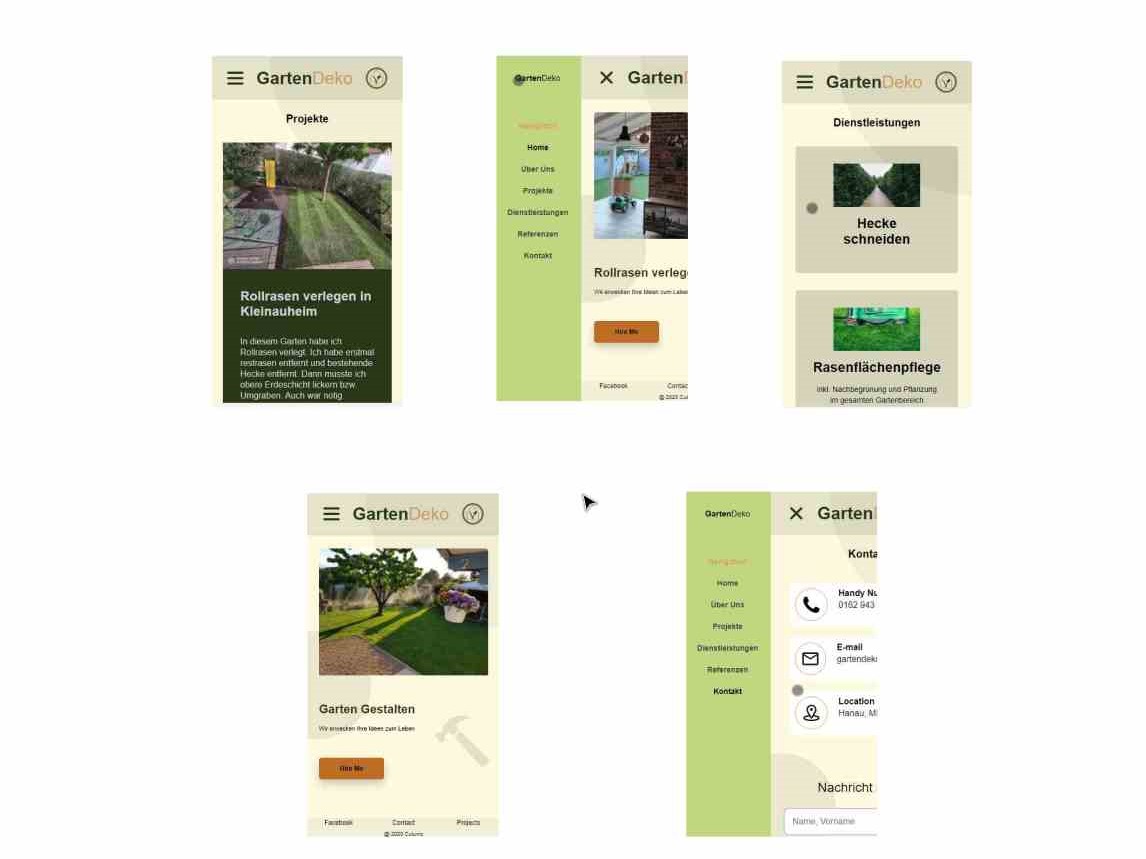 GartenDeko
Projekte
Rollrasen verlegen in
Kleinauheim
In diesem Garten habe ich
Rollrasen verlegt. Ich habe erstmal
restrasen entfernt und bestehende
Hecke entfernt. Dann musste ich
obere Erdeschicht lickern bzw.
Umgraben. Auch war notig
GartenDeko
Navigation
Home
Über Uns
Projekte
Dienstleistungen
Referenzen
Kontakt
Garten
Rollrasen verleg
Wir erwecken Ihre Ideen zum Leben
Hire Me
Facebook
Contac
@ 2023 Colum
GartenDeko
Dienstleistungen
Hecke
schneiden
Rasenflächenpflege
inkl. Nachbegrünung und Pflanzung
im gesamten Gartenbereich
GartenDeko
Garten Gestalten
Wir erwecken Ihre Ideen zum Leben
Hire Me
Facebook
Contact
Projects
GartenDeko
Navigation
Home
Über Uns
Projekte
Dienstleistungen
Referenzen
Kontakt
Garten
Konta
Handy Nu
0162 943
E-mail
gartendek
Location
Hanau, M
Nachricht
Name, Vorname